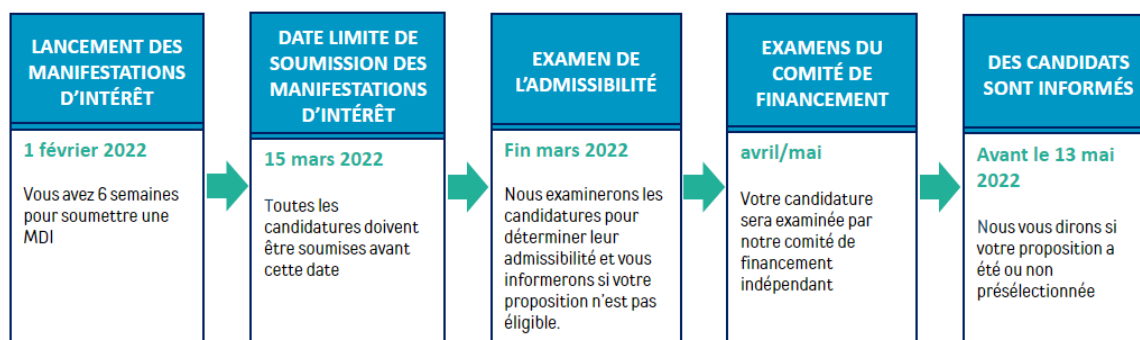 LANCEMENT DES
MANIFESTATIONS
D'INTÉRÊT
1 février 2022
Vous avez 6 semaines
pour soumettre une
MDI
DATE LIMITE DE
SOUMISSION DES
MANIFESTATIONS
D'INTÉRÊT
15 mars 2022
Toutes les
candidatures doivent
être soumises avant
cette date
EXAMEN DE
L'ADMISSIBILITÉ
Fin mars 2022
Nous examinerons les
candidatures pour
déterminer leur
admissibilité et vous
informerons si votre
proposition n'est pas
éligible.
EXAMENS DU
COMITÉ DE
FINANCEMENT
avril/mai
Votre candidature
sera examinée par
notre comité de
financement
indépendant
DES CANDIDATS
SONT INFORMÉS
Avant le 13 mai
2022
Nous vous dirons si
votre proposition a
été ou non
présélectionnée